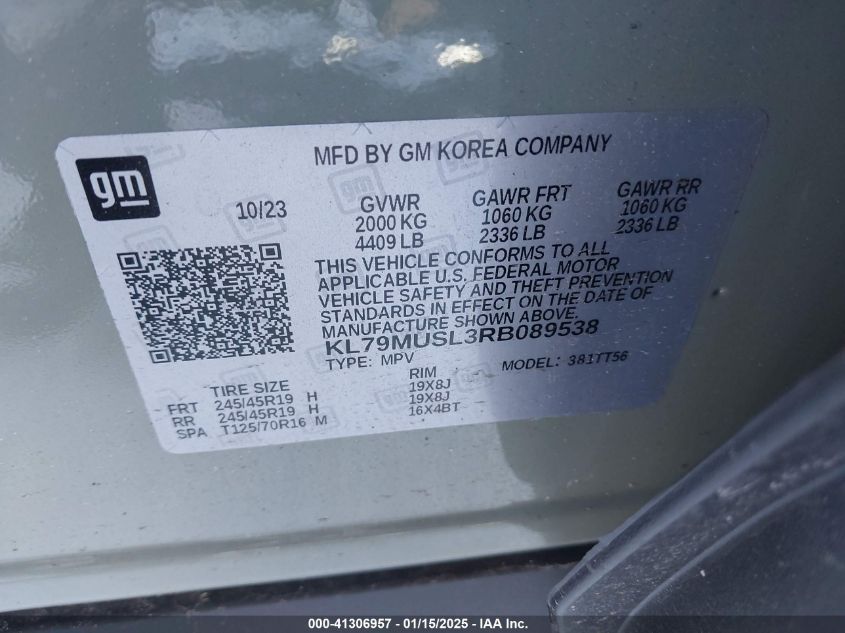 gm
MFD BY GM KOREA COMPANY
10/23
GVWR GAWR FRT GAWR RR
2000 KG 1060 KG 1060 KG
4409 LB 2336 LB 2336 LB
THIS VEHICLE CONFORMS TO ALL
APPLICABLE U.S. FEDERAL MOTOR
VEHICLE SAFETY AND THEFT PREVENTION
STANDARDS IN EFFECT ON THE DATE OF
MANUFACTURE SHOWN ABOVE.
KL79MUSL3RB089538
TYPE: MPV MODEL: 381TT56
TIRE SIZE RIM
FRT 245/45R19 H 19X8J
RR 245/45R19 H 19X8J
SPA T125/70R16 M 16X4BT
000-41306957 - 01/15/2025 - IAA Inc.